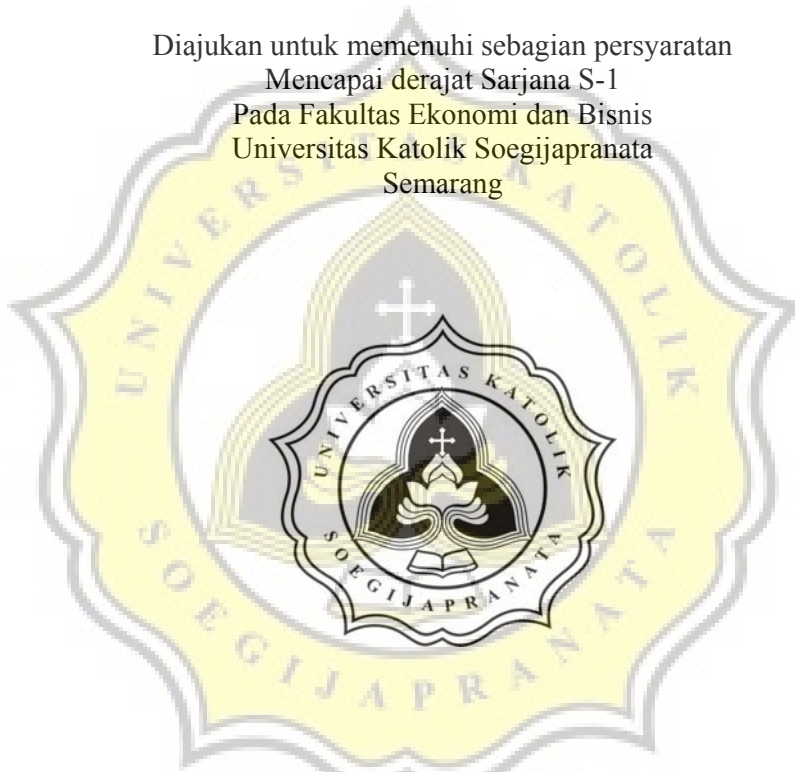 Diajukan untuk memenuhi sebagian persyaratan
Mencapai derajat Sarjana S-1
Pada Fakultas Ekonomi dan Bisnis
Universitas Katolik Soegijapranata
Semarang
UNIVERSITAS KATOLIK
SOEGIJAPRANATA
UNIVERSITAS KATOLIK
SOEGIJAPRANATA